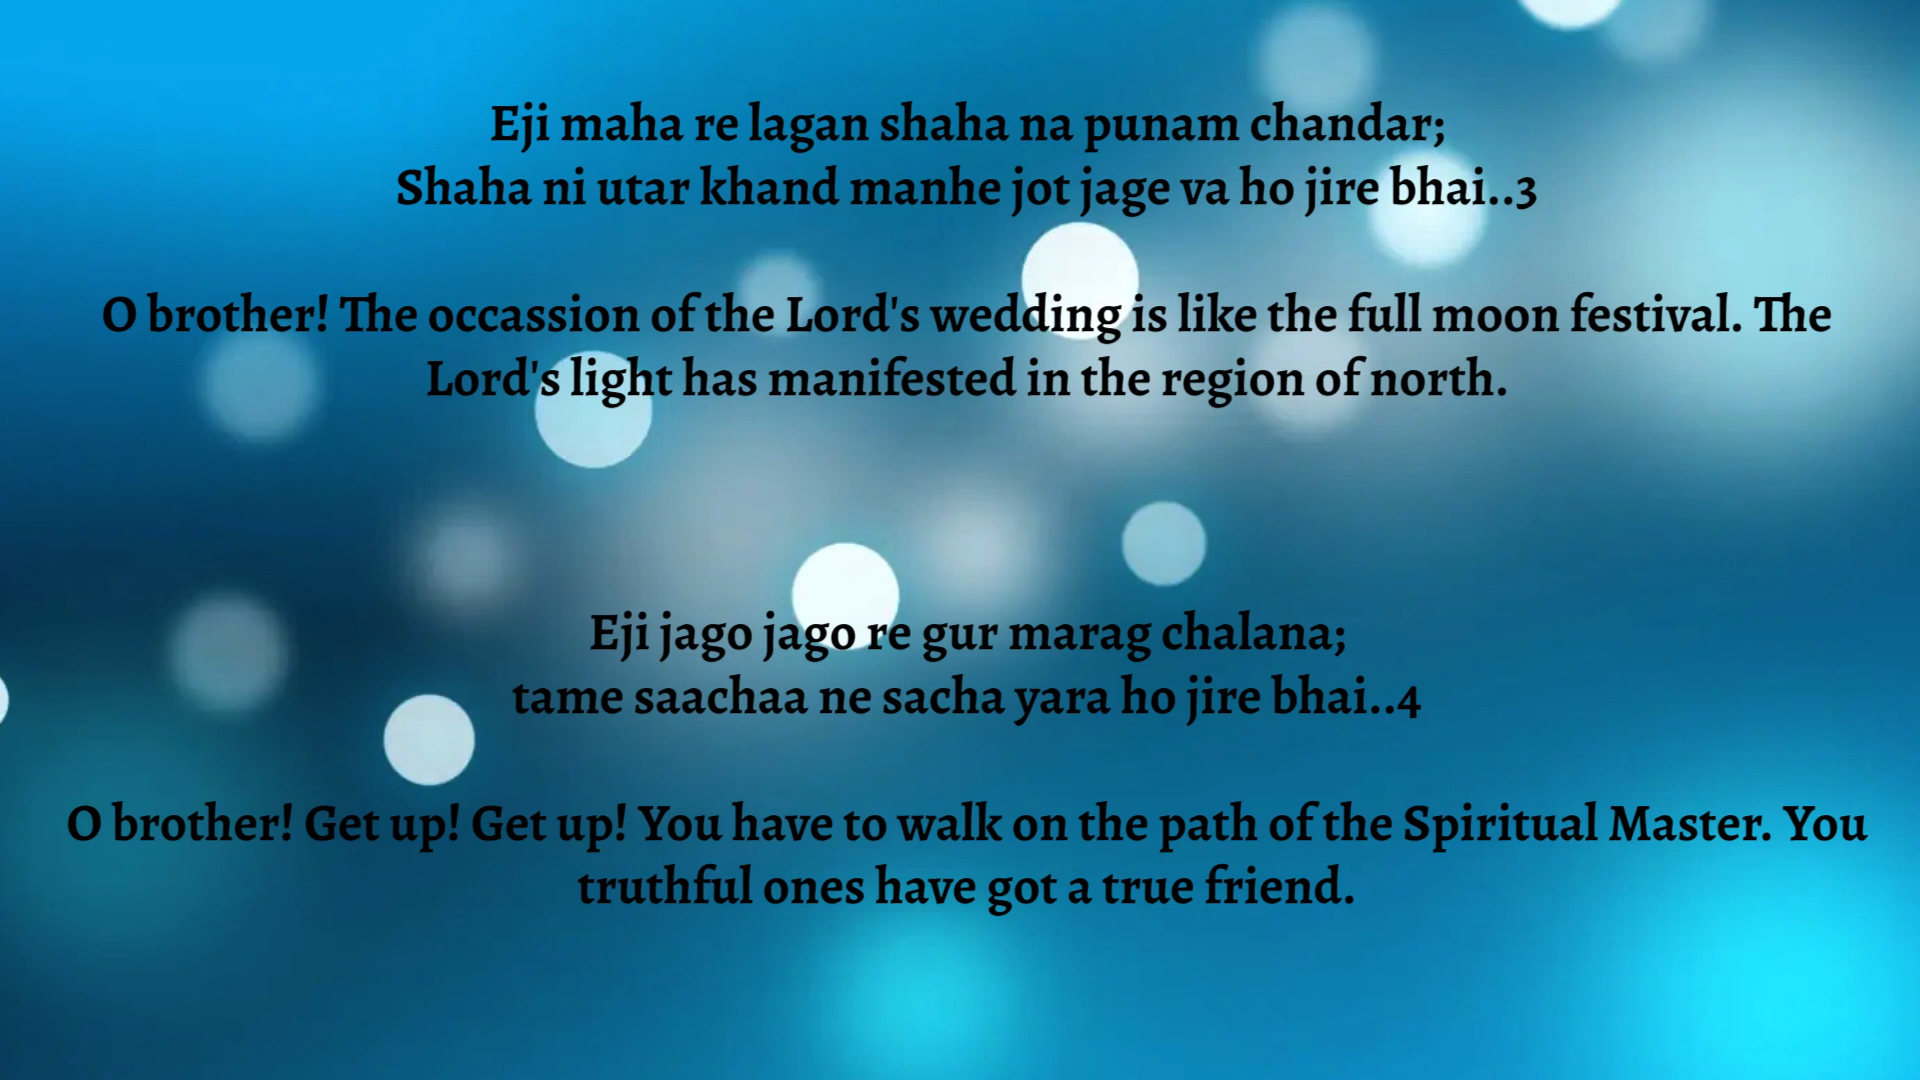 Eji maha re lagan shaha na punam chandar;
Shaha ni utar khand manhe jot jage va ho jire bhai..3
O brother! The occassion of the Lord's wedding is like the full moon festival. The
Lord's light has manifested in the region of north.
Eji jago jago re gur marag chalana;
tame saachaa ne sacha yara ho jire bhai..4
O brother! Get up! Get up! You have to walk on the path of the Spiritual Master. You
truthful ones have got a true friend.